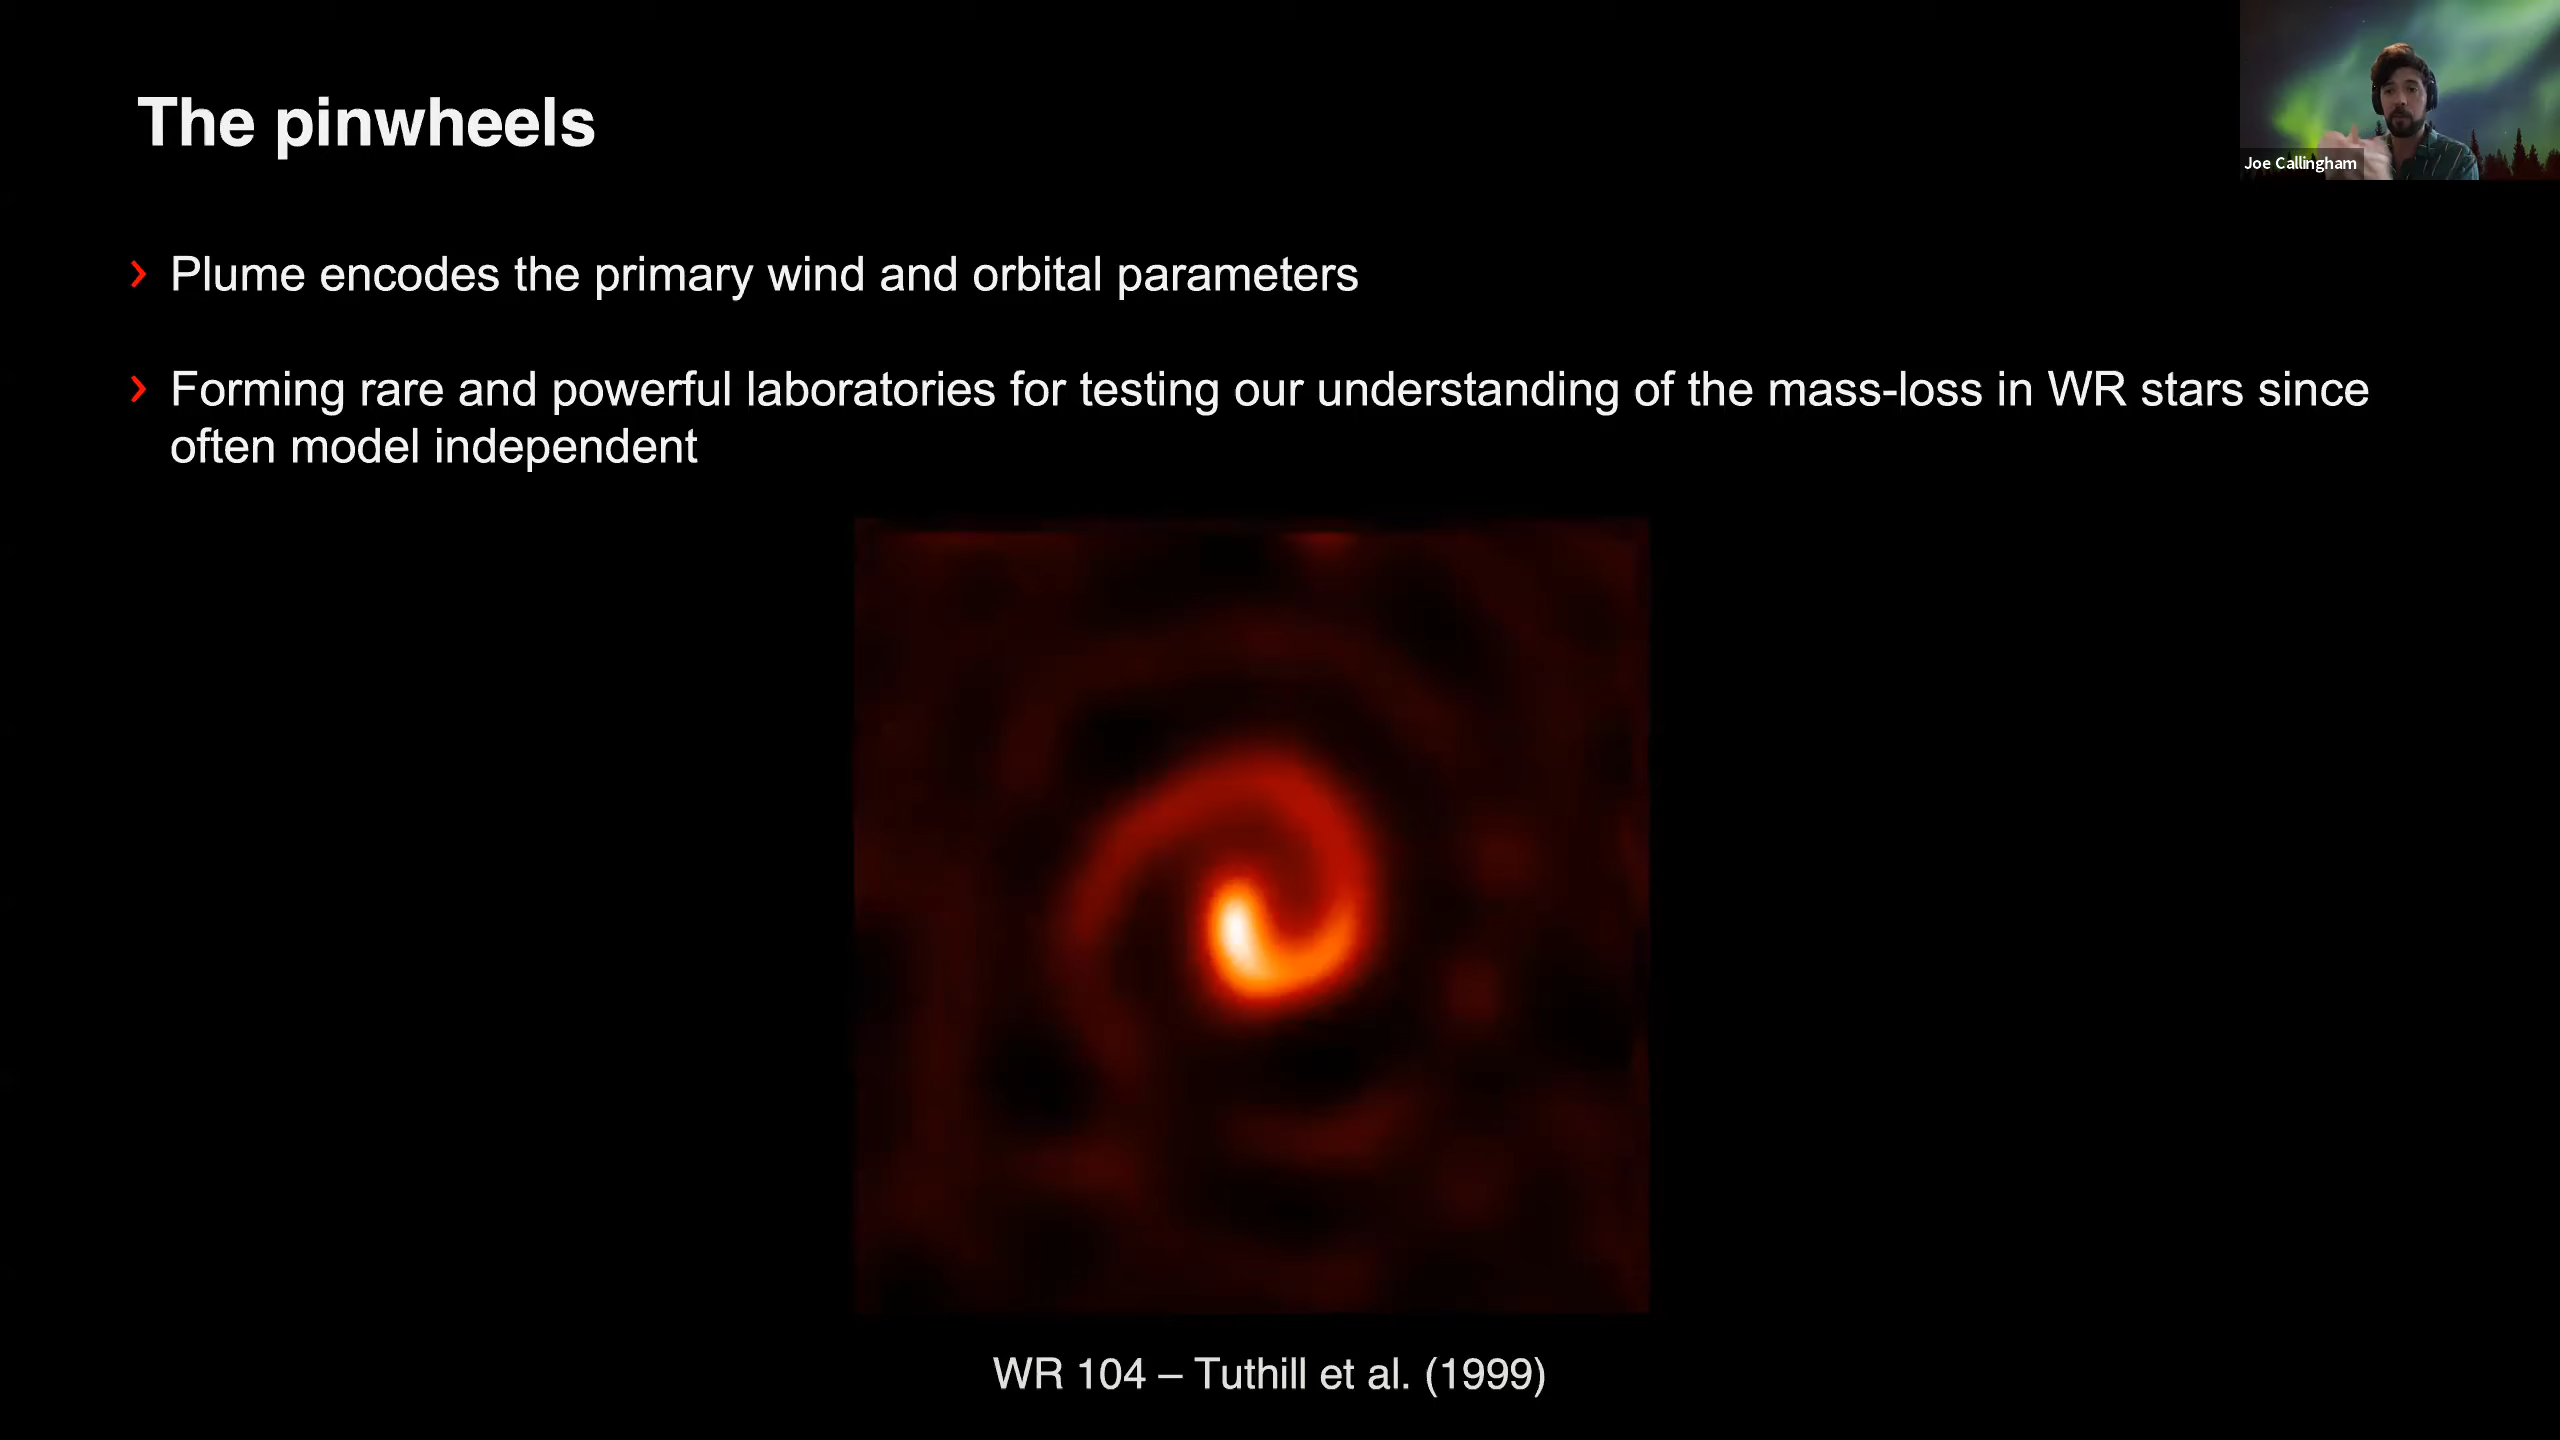 The pinwheels
Joe Callingham
› Plume encodes the primary wind and orbital parameters
› Forming rare and powerful laboratories for testing our understanding of the mass-loss in WR stars since
often model independent
WR 104 – Tuthill et al. (1999)